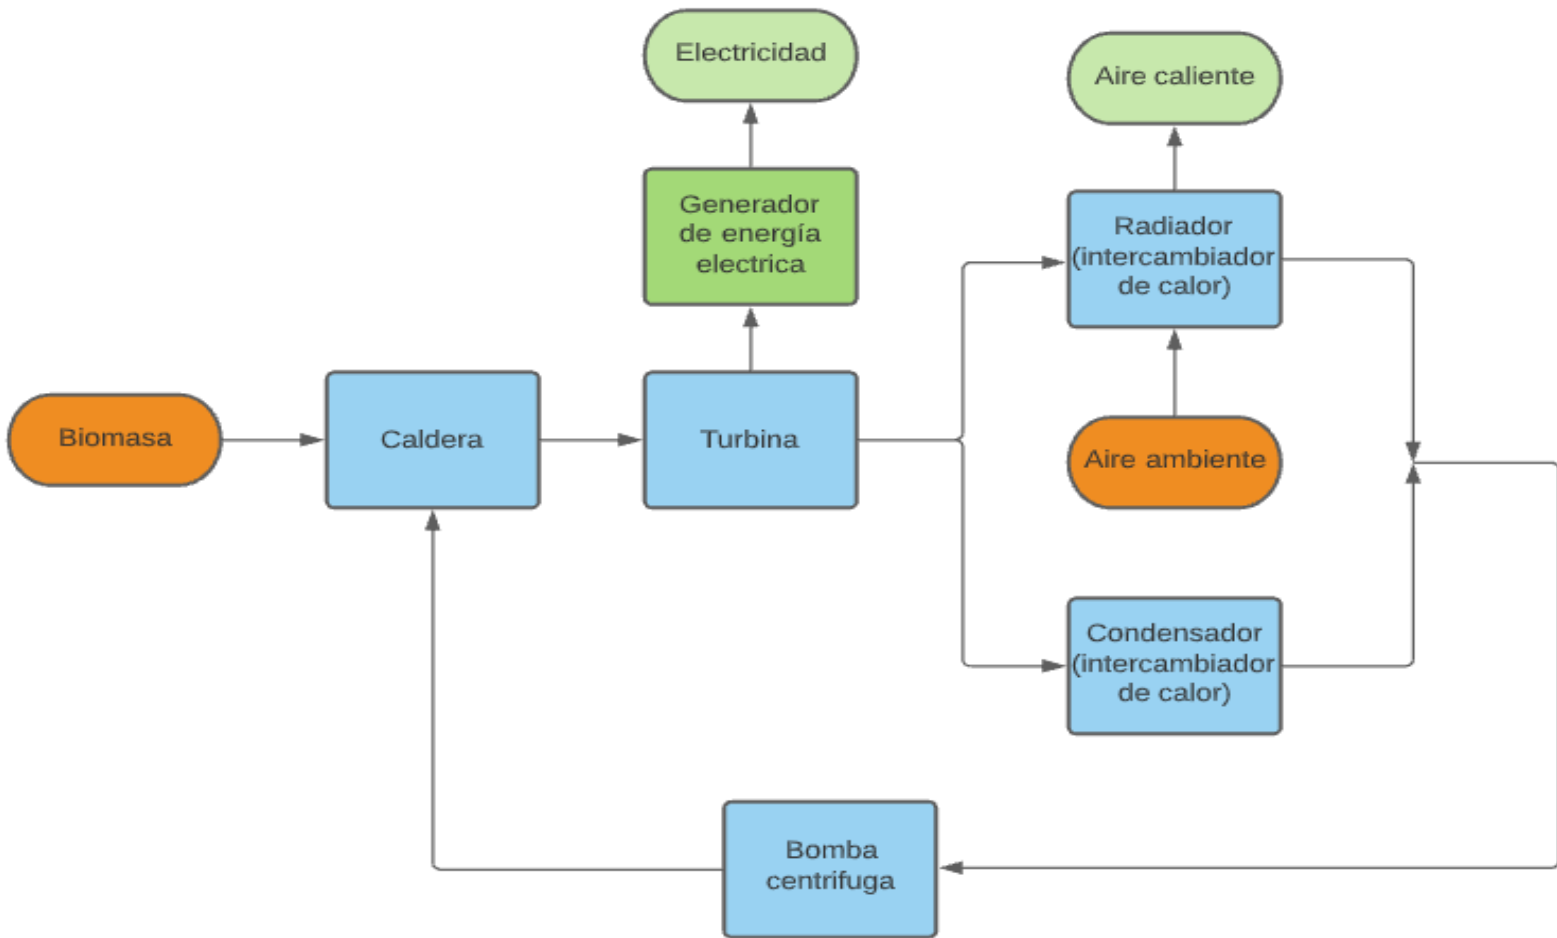 Electricidad
Aire caliente
Generador
de energía
electrica
Radiador
(intercambiador
de calor)
Biomasa
Caldera
Turbina
Aire ambiente
Condensador
(intercambiador
de calor)
Bomba
centrifuga